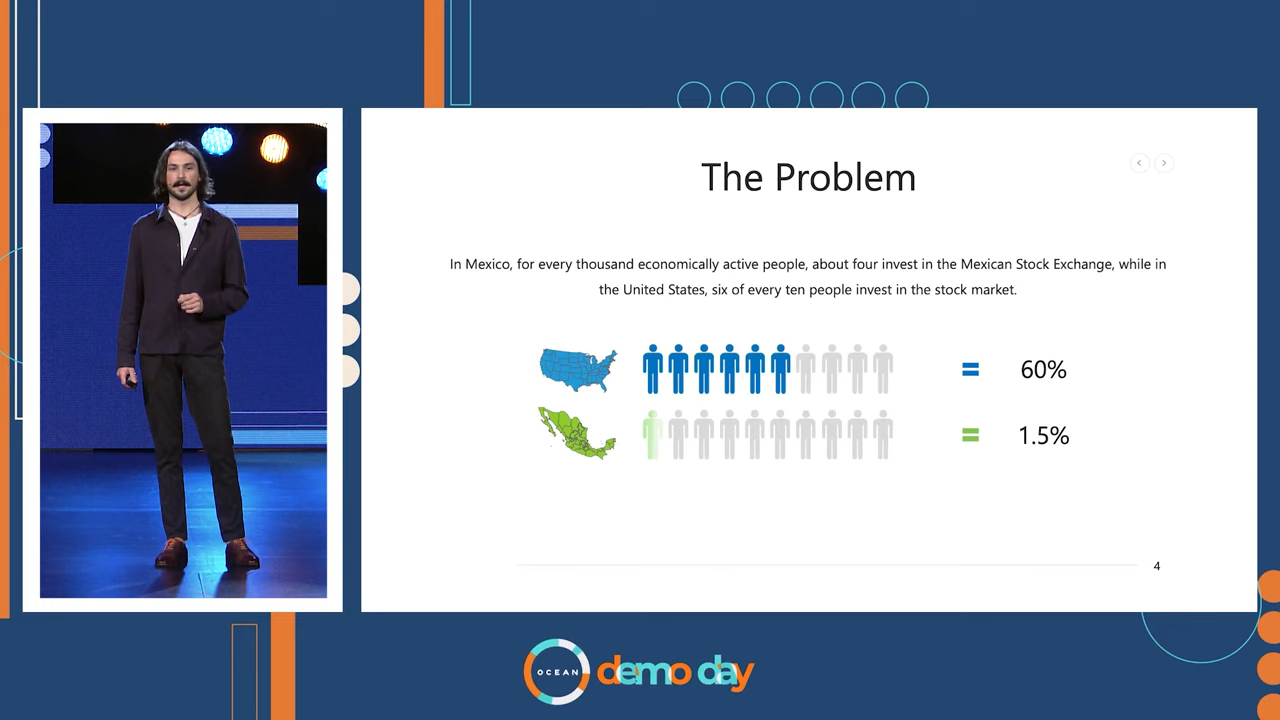 The Problem
In Mexico, for every thousand economically active people, about four invest in the Mexican Stock Exchange, while in
the United States, six of every ten people invest in the stock market.
= 60%
= 1.5%
4
OCEAN demo day